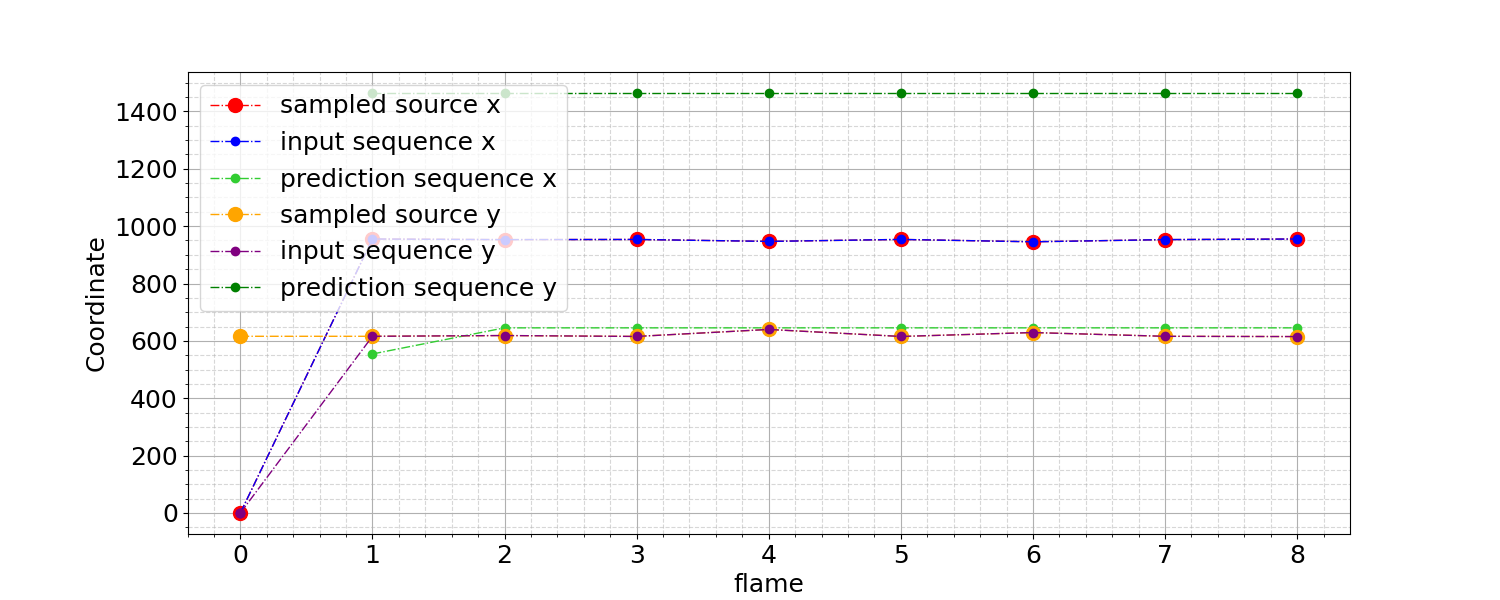 1400
1200
1000
800
600
400
200
0
Coordinate
sampled source x
input sequence x
prediction sequence x
sampled source y
input sequence y
prediction sequence y
0 1 2 3 4 5 6 7 8
flame